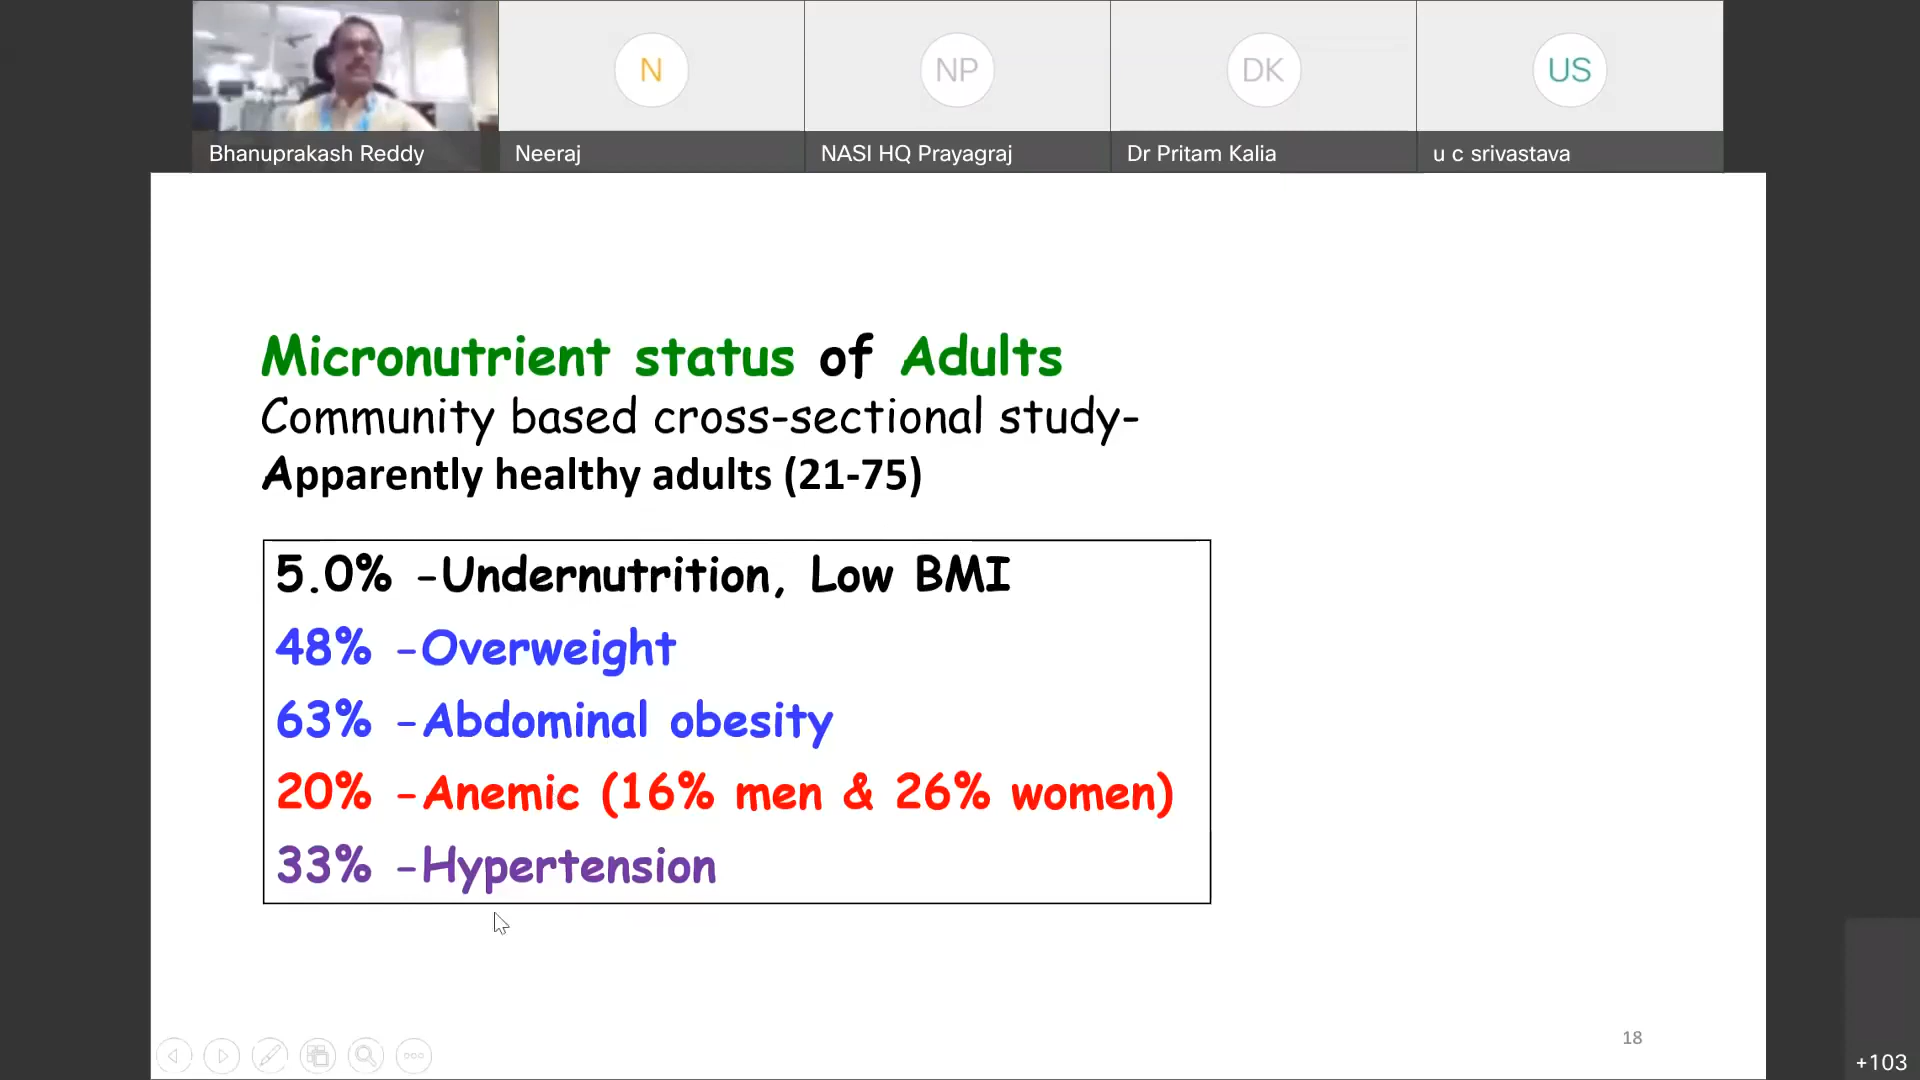 N
NP
DK
US
Bhanuprakash Reddy
Neeraj
NASI HQ Prayagraj
Dr Pritam Kalia
u c srivastava
Micronutrient status of Adults
Community based cross-sectional study-
Apparently healthy adults (21-75)
5.0% -Undernutrition, Low BMI
48% -Overweight
63% -Abdominal obesity
20% -Anemic (16% men & 26% women)
33% -Hypertension
18
+103